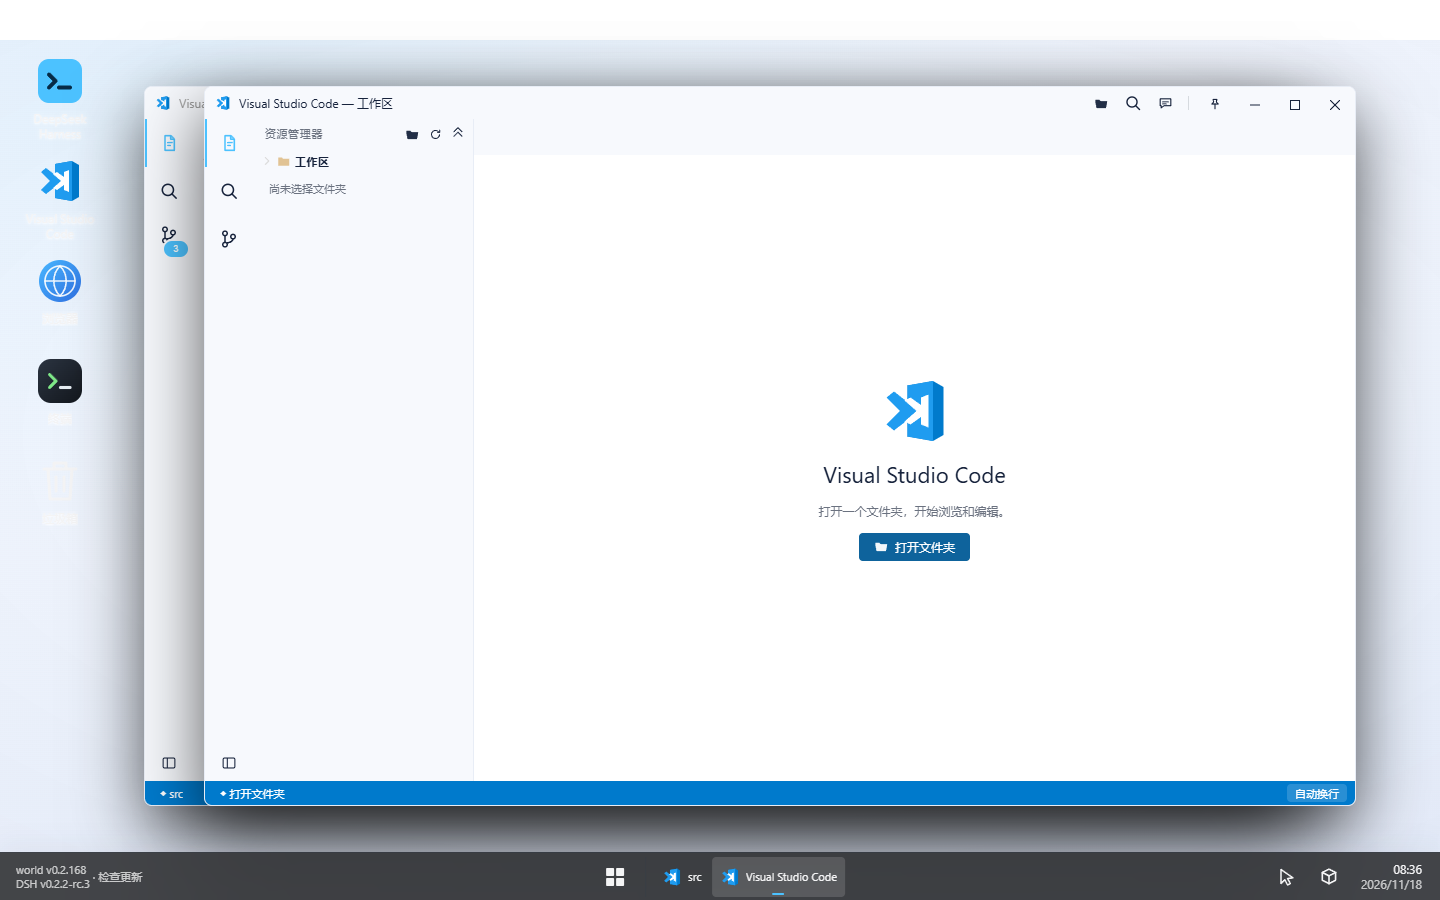 Visual Studio Code — 工作区
资源管理器
工作区
尚未选择文件夹
3
Visual Studio Code
打开一个文件夹，开始浏览和编辑。
打开文件夹
src
打开文件夹
自动换行
world v0.2.168
DSH v0.2.2-rc.3
· 检查更新
src
Visual Studio Code
08:36
2026/11/18